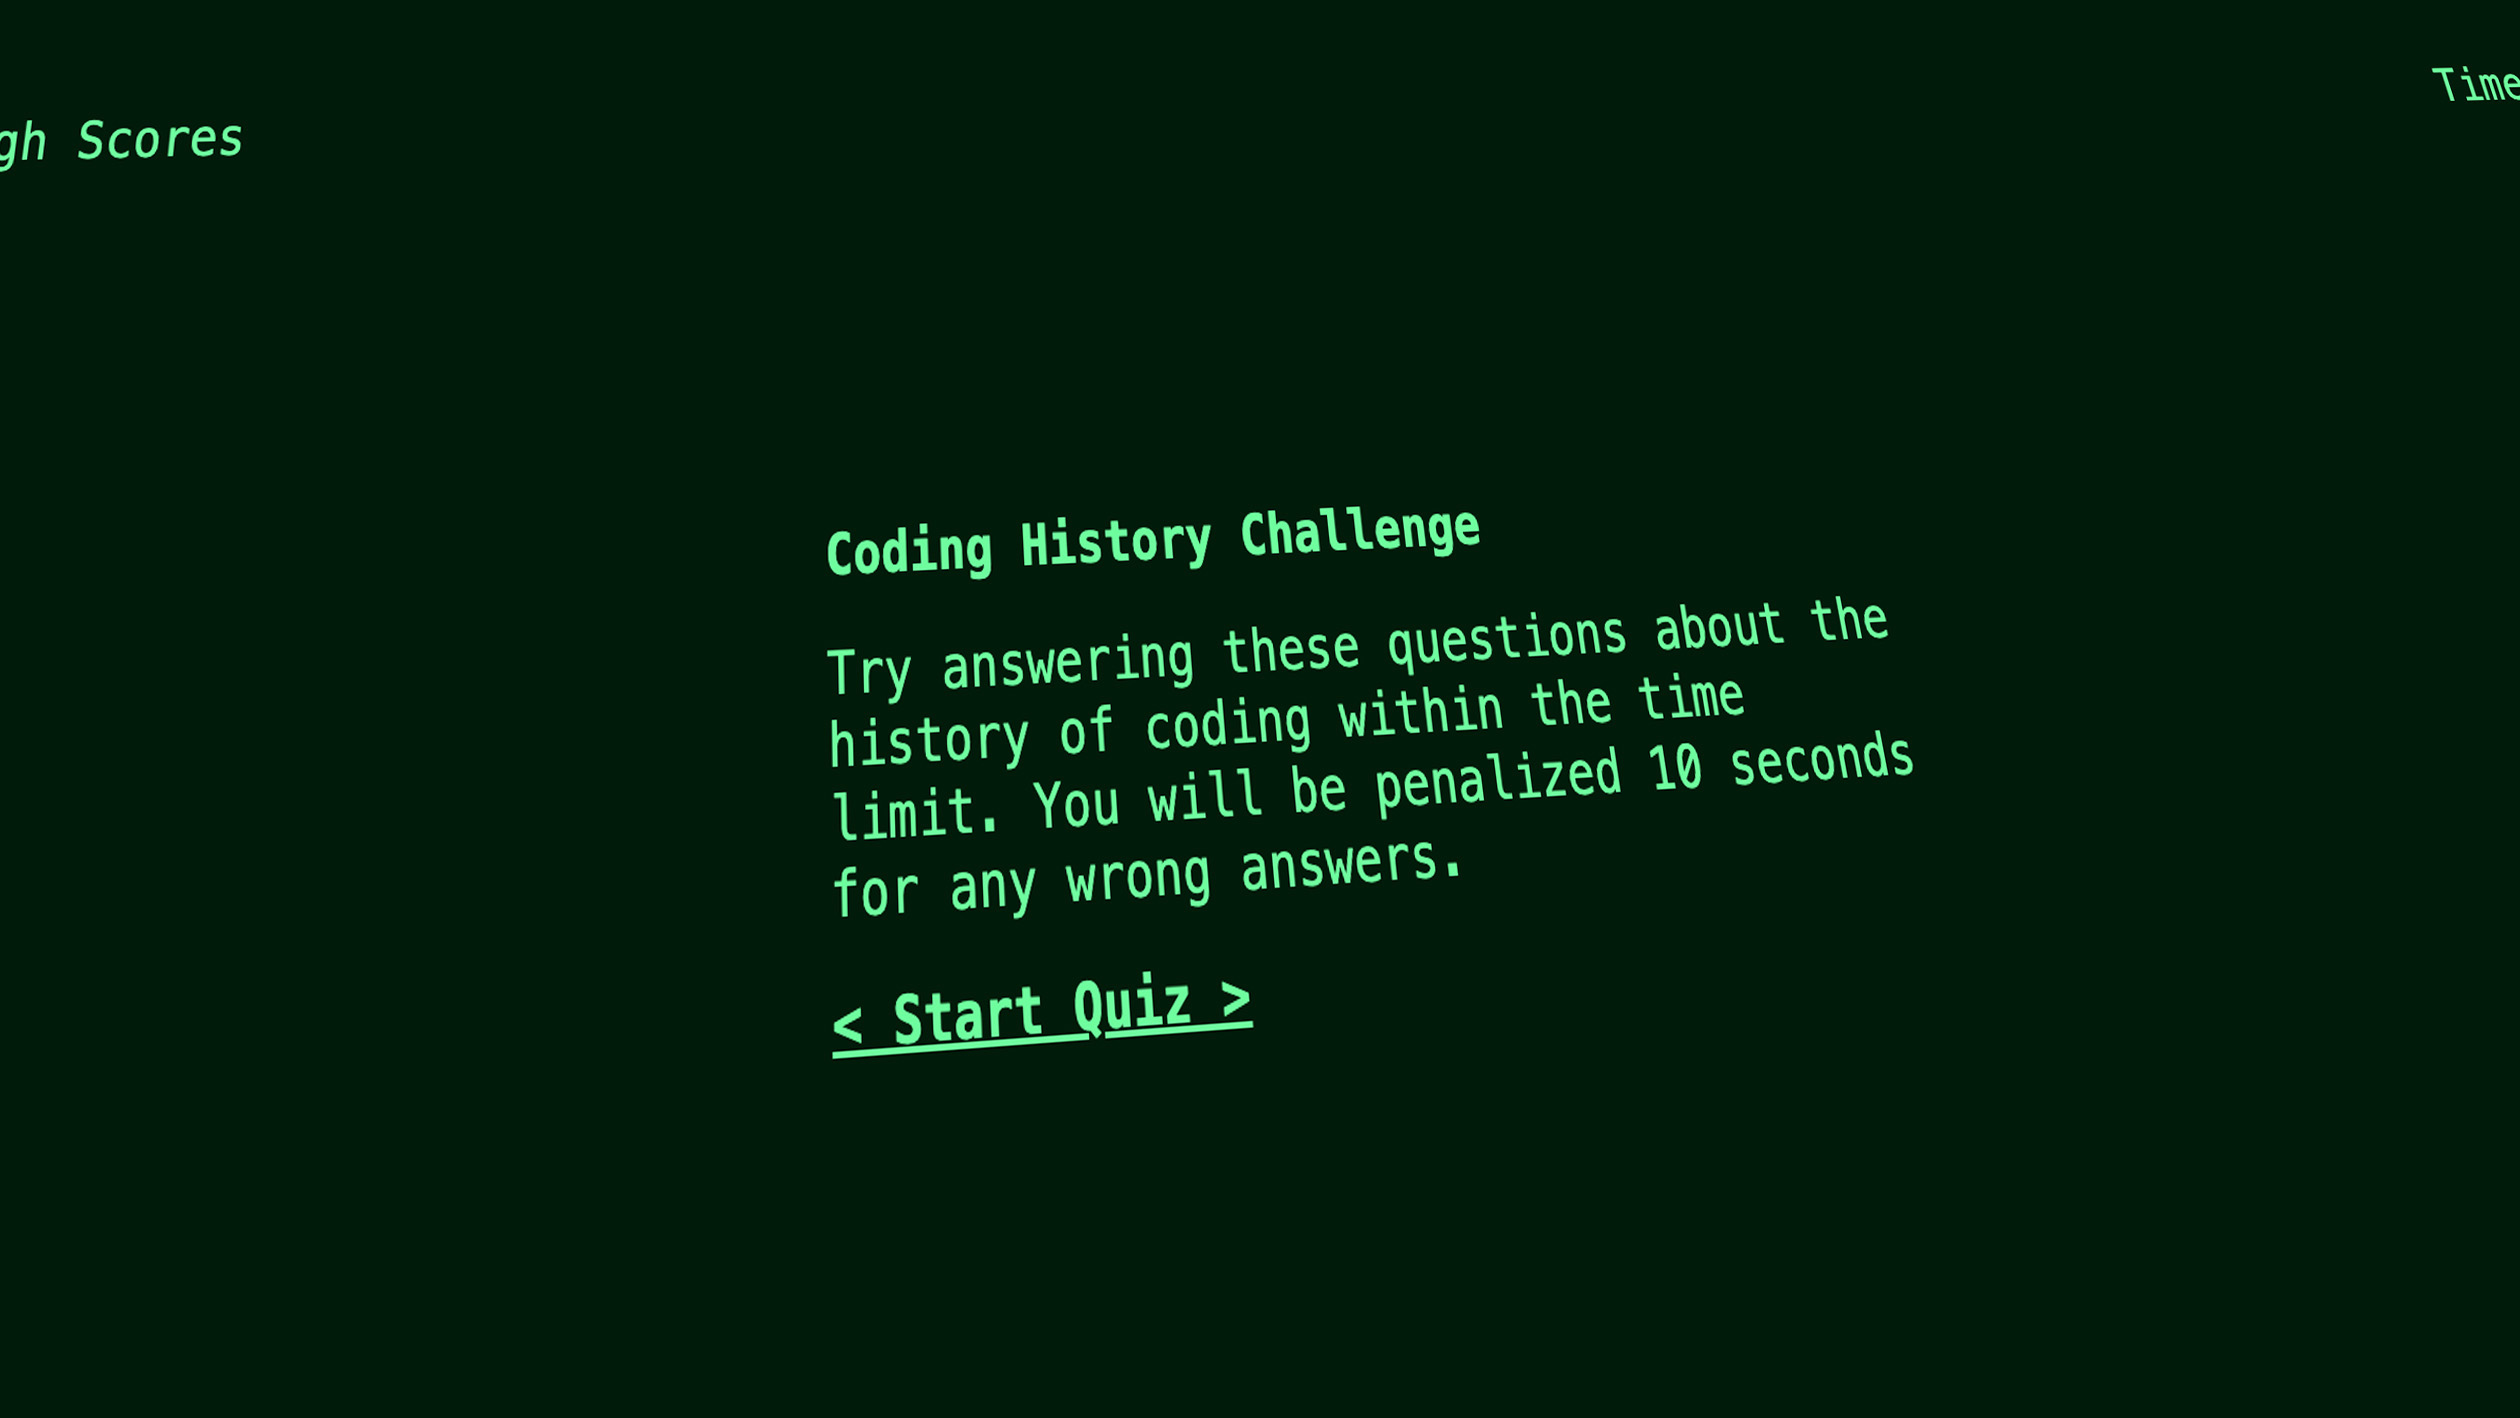 gh Scores
Time
Coding History Challenge
Try answering these questions about the
history of coding within the time
limit. You will be penalized 10 seconds
for any wrong answers.
< Start Quiz >